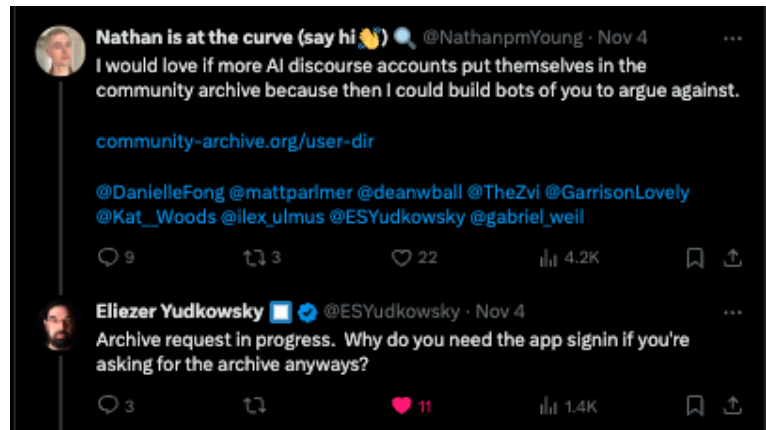 Nathan is at the curve (say hi👋) 🔍 @NathanpmYoung · Nov 4
I would love if more AI discourse accounts put themselves in the
community archive because then I could build bots of you to argue against.
community-archive.org/user-dir
@DanielleFong @mattparlmer @deanwball @TheZvi @GarrisonLovely
@Kat__Woods @ilex_ulmus @ESYudkowsky @gabriel_weil
9 3 22 4.2K
Eliezer Yudkowsky @ESYudkowsky · Nov 4
Archive request in progress.  Why do you need the app signin if you're
asking for the archive anyways?
3 11 1.4K